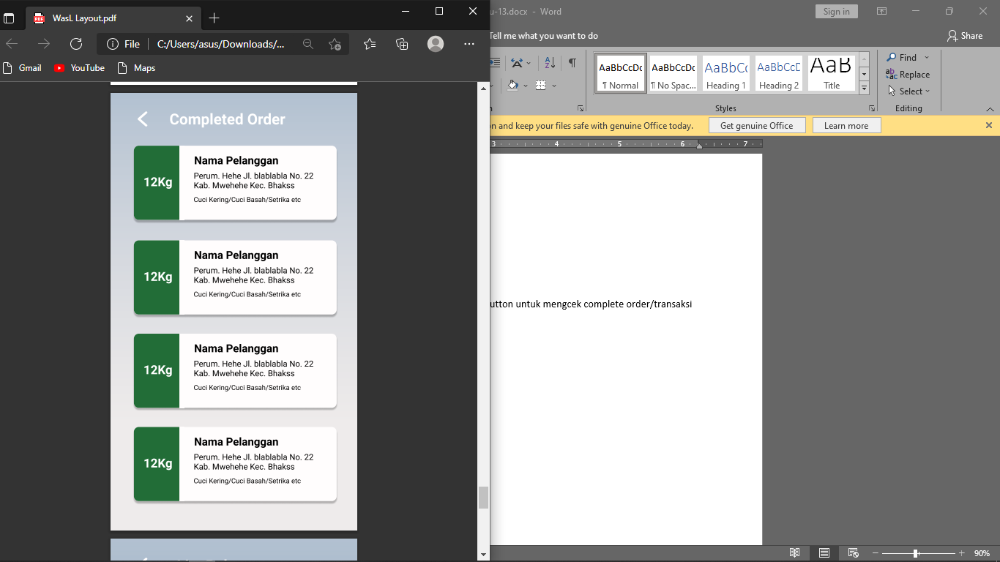 WasL Layout.pdf
File
C:/Users/asus/Downloads/...
Gmail
YouTube
Maps
Completed Order
12Kg
Nama Pelanggan
Perum. Hehe Jl. blablabla No. 22
Kab. Mwehehe Kec. Bhakss
Cuci Kering/Cuci Basah/Setrika etc
12Kg
Nama Pelanggan
Perum. Hehe Jl. blablabla No. 22
Kab. Mwehehe Kec. Bhakss
Cuci Kering/Cuci Basah/Setrika etc
12Kg
Nama Pelanggan
Perum. Hehe Jl. blablabla No. 22
Kab. Mwehehe Kec. Bhakss
Cuci Kering/Cuci Basah/Setrika etc
12Kg
Nama Pelanggan
Perum. Hehe Jl. blablabla No. 22
Kab. Mwehehe Kec. Bhakss
Cuci Kering/Cuci Basah/Setrika etc
u-13.docx - Word
Sign in
Tell me what you want to do
Share
AaBbCcDc
¶ Normal
AaBbCcDc
¶ No Spac...
AaBbCc
Heading 1
AaBbCcE
Heading 2
AaB
Title
Styles
Find
Replace
Select
Editing
on and keep your files safe with genuine Office today.
Get genuine Office
Learn more
3 4 5 6 7
utton untuk mengcek complete order/transaksi
90%